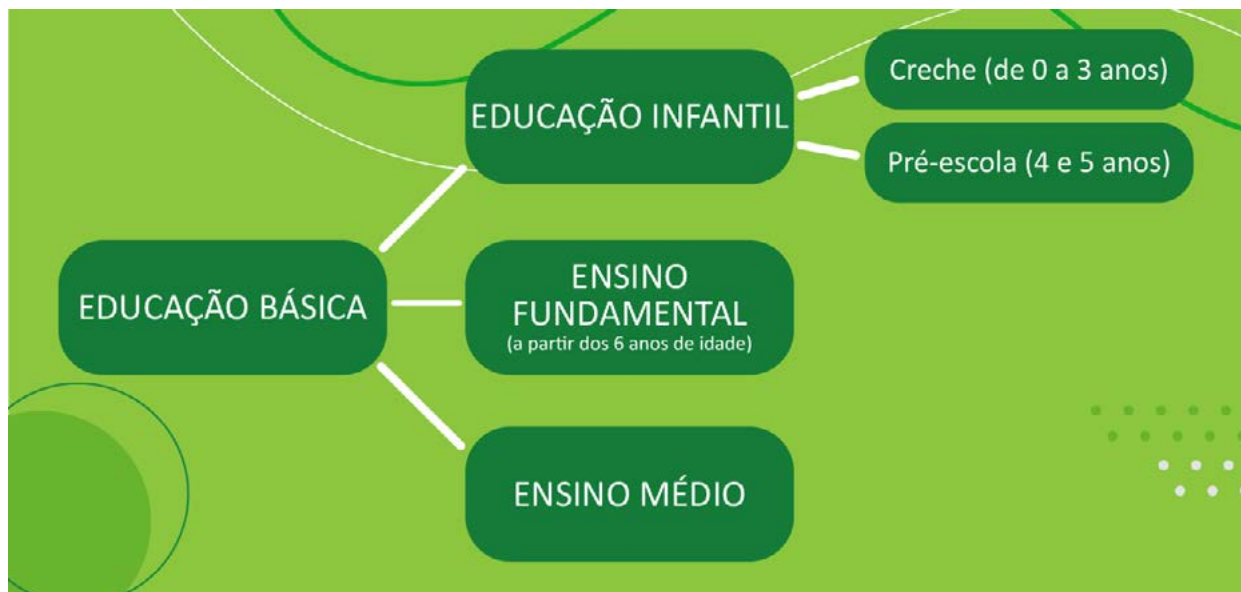 EDUCAÇÃO BÁSICA
EDUCAÇÃO INFANTIL
Creche (de 0 a 3 anos)
Pré-escola (4 e 5 anos)
ENSINO
FUNDAMENTAL
(a partir dos 6 anos de idade)
ENSINO MÉDIO